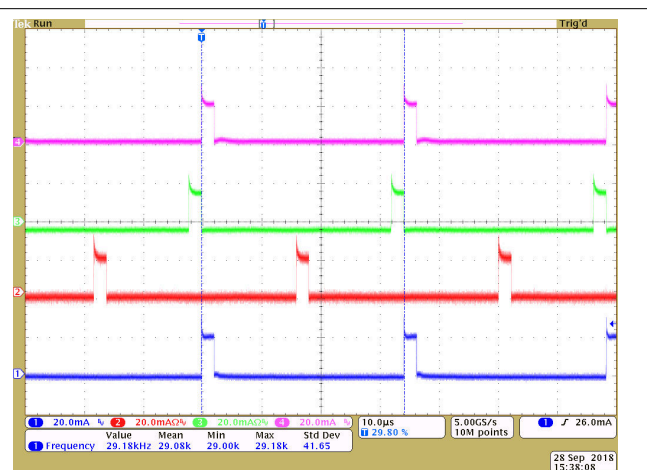 Tek Run Trig'd
T
T
4
3
2
1
1 20.0mA 2 20.0mAΩ 3 20.0mAΩ 4 20.0mA
10.0µs
T 29.80 %
5.00GS/s
10M points
1 26.0mA
Value Mean Min Max Std Dev
1 Frequency 29.18kHz 29.08k 29.00k 29.18k 41.65
28 Sep 2018
15:38:08